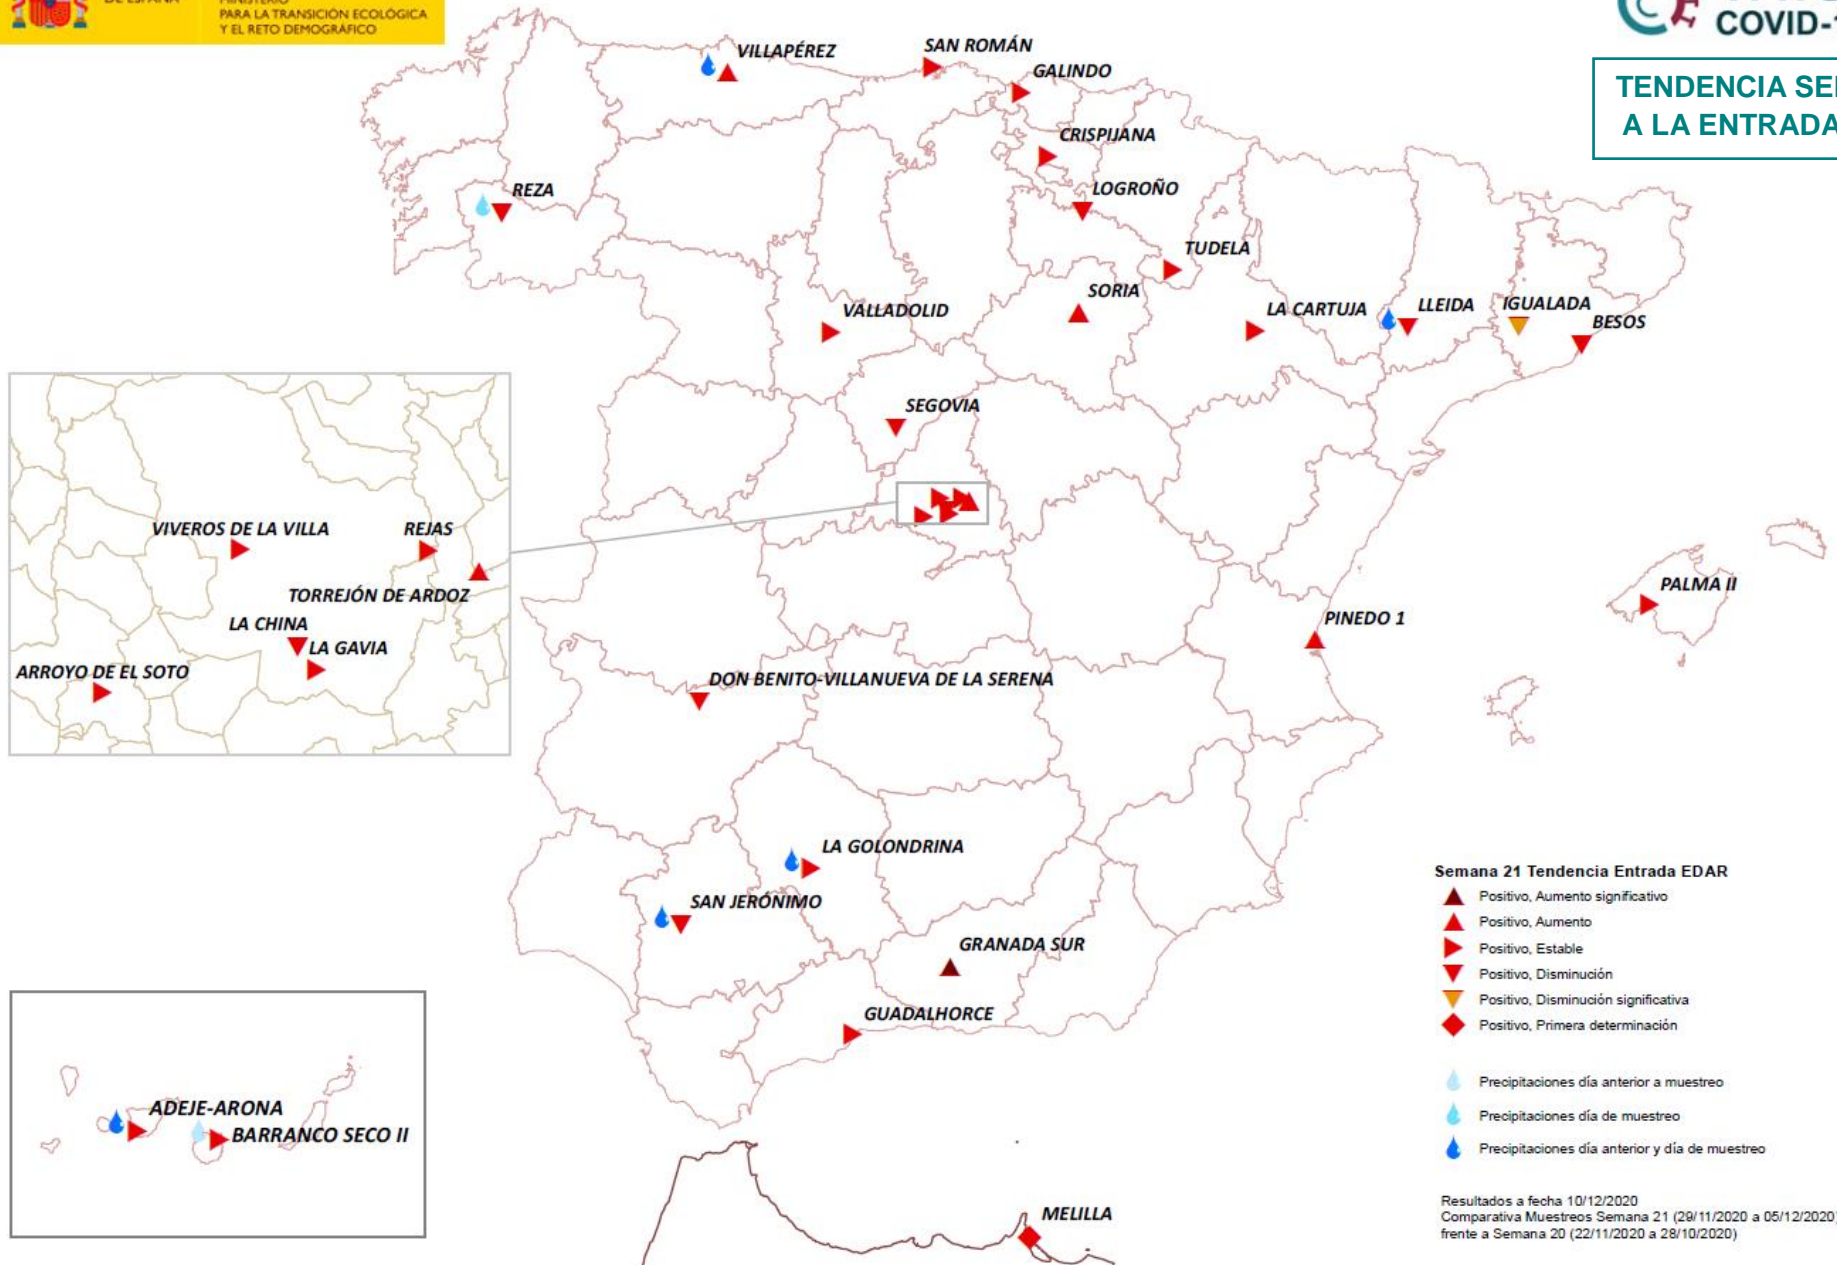 DE ESPAÑA
MINISTERIO
PARA LA TRANSICIÓN ECOLÓGICA
Y EL RETO DEMOGRÁFICO
COVID-1
TENDENCIA SE
A LA ENTRADA
VILLAPÉREZ
SAN ROMÁN
GALINDO
CRISPIJANA
REZA
LOGROÑO
TUDELA
SORIA
VALLADOLID
LA CARTUJA
LLEIDA
IGUALADA
BESOS
SEGOVIA
VIVEROS DE LA VILLA
REJAS
TORREJÓN DE ARDOZ
LA CHINA
LA GAVIA
ARROYO DE EL SOTO
PALMA II
PINEDO 1
DON BENITO-VILLANUEVA DE LA SERENA
LA GOLONDRINA
SAN JERÓNIMO
GRANADA SUR
GUADALHORCE
ADEJE-ARONA
BARRANCO SECO II
MELILLA
Semana 21 Tendencia Entrada EDAR
Positivo, Aumento significativo
Positivo, Aumento
Positivo, Estable
Positivo, Disminución
Positivo, Disminución significativa
Positivo, Primera determinación
Precipitaciones día anterior a muestreo
Precipitaciones día de muestreo
Precipitaciones día anterior y día de muestreo
Resultados a fecha 10/12/2020
Comparativa Muestreos Semana 21 (29/11/2020 a 05/12/2020)
frente a Semana 20 (22/11/2020 a 28/10/2020)